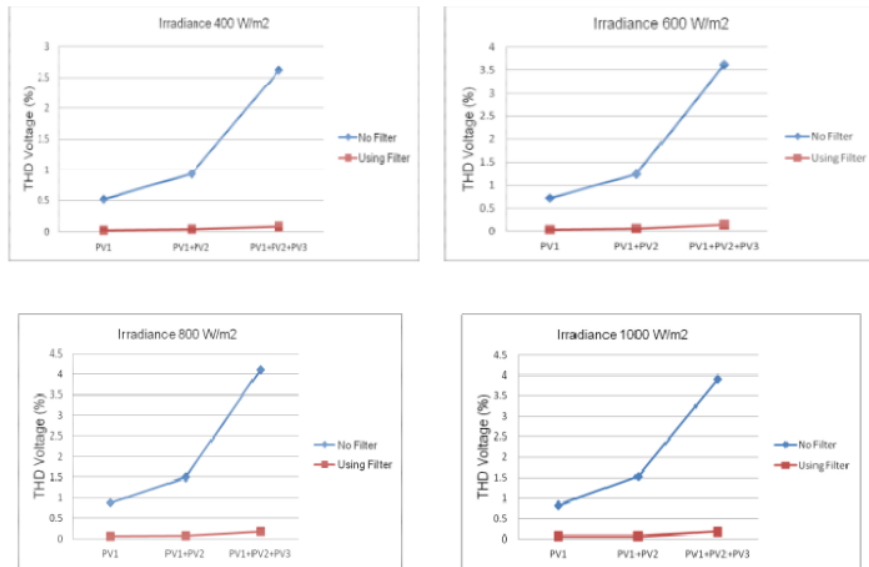 Irradiance 400 W/m2
THD Voltage (%)
3
2.5
2
1.5
1
0.5
0
PV1
PV1+PV2
PV1+PV2+PV3
No Filter
Using Filter
Irradiance 600 W/m2
THD Voltage (%)
4
3.5
3
2.5
2
1.5
1
0.5
0
PV1
PV1+PV2
PV1+PV2+PV3
No Filter
Using Filter
Irradiance 800 W/m2
THD Voltage (%)
4.5
4
3.5
3
2.5
2
1.5
1
0.5
0
PV1
PV1+PV2
PV1+PV2+PV3
No Filter
Using Filter
Irradiance 1000 W/m2
THD Voltage (%)
4.5
4
3.5
3
2.5
2
1.5
1
0.5
0
PV1
PV1+PV2
PV1+PV2+PV3
No Filter
Using Filter